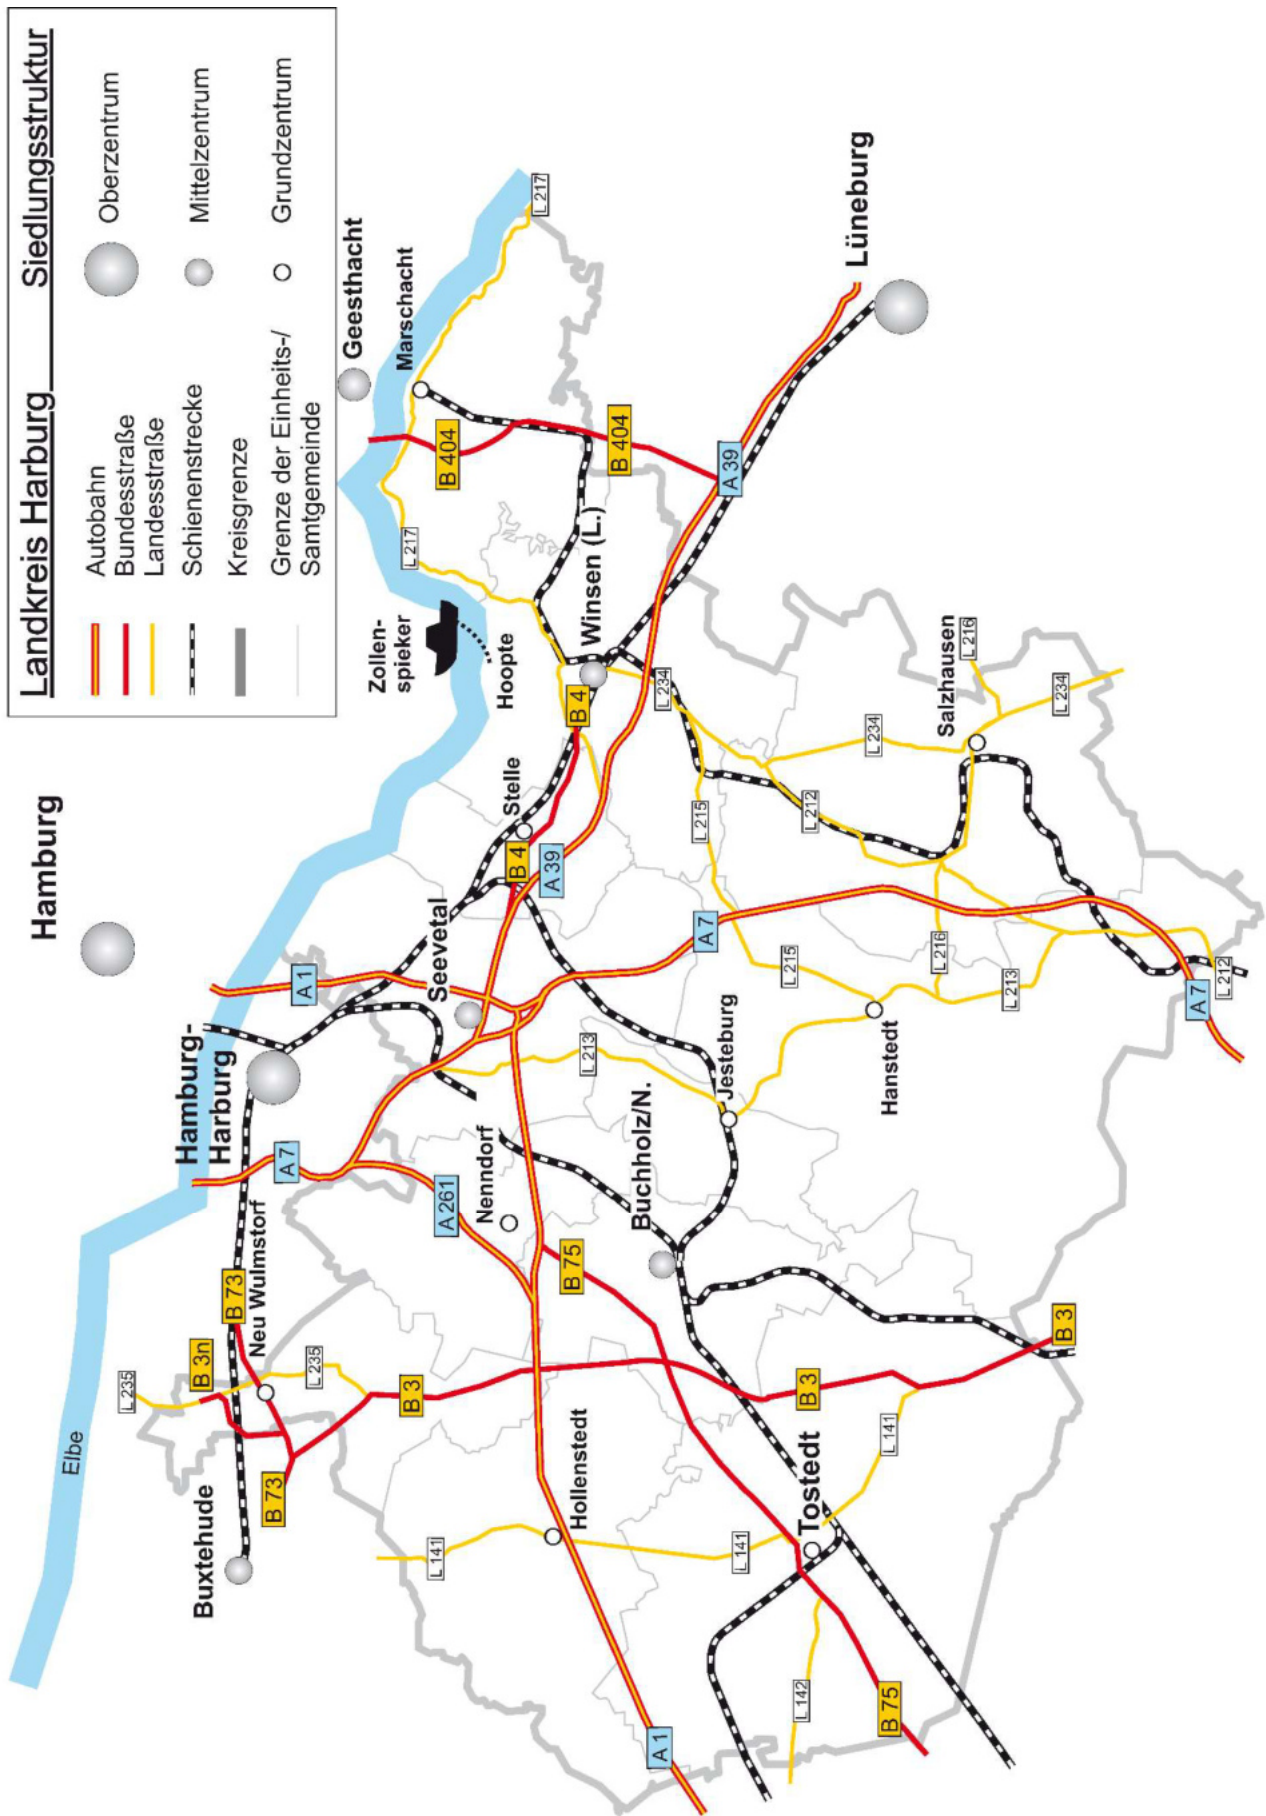 Landkreis Harburg Siedlungsstruktur
Autobahn
Bundesstraße
Landesstraße
Schienenstrecke
Kreisgrenze
Grenze der Einheits-/
Samtgemeinde
Oberzentrum
Mittelzentrum
Grundzentrum
Elbe
Hamburg
Geesthacht
Marschacht
L 217
B 404
L 217
Zollen-
spieker
Hoopte
B 404
Winsen (L.)
A 39
Lüneburg
Hamburg-
Harburg
A 1
Seevetal
B 4
Stelle
B 4
A 39
L 234
L 234
Salzhausen
L 216
L 234
L 215
L 212
L 235
B 3n
B 73
Neu Wulmstorf
A 7
Buxtehude
B 73
L 235
B 3
A 261
Nenndorf
L 213
A 7
L 215
L 216
L 213
Buchholz/N.
Jesteburg
Hanstedt
A 7
L 212
B 75
L 141
Hollenstedt
B 3
B 3
L 141
L 141
Tostedt
A 1
L 142
B 75